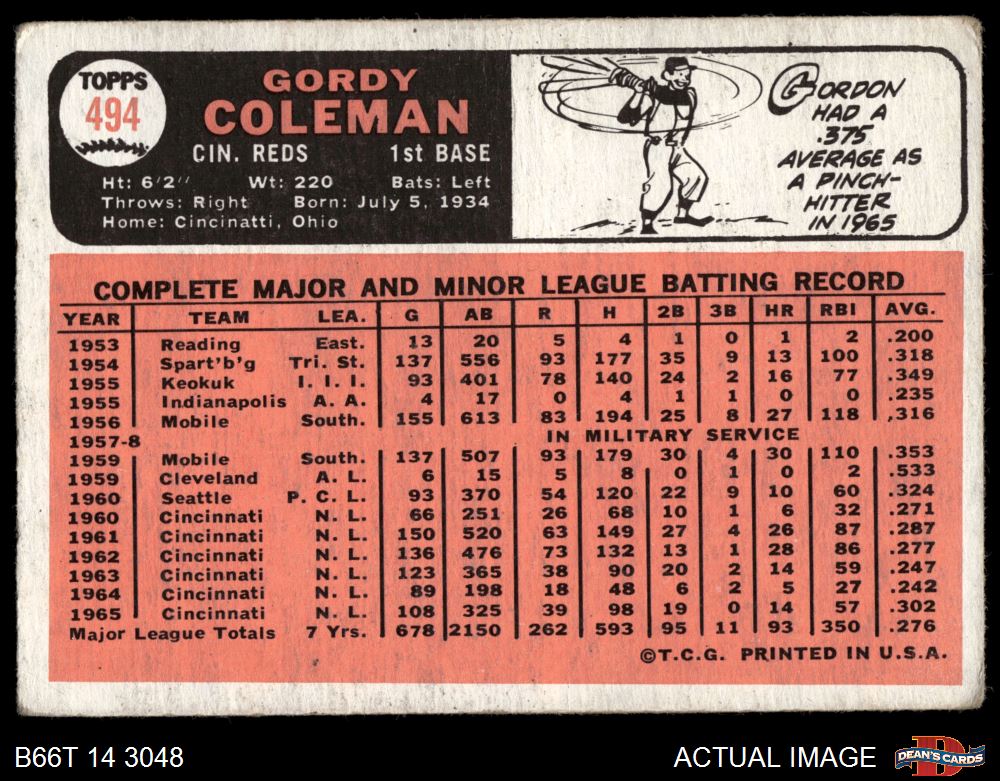 TOPPS
494
GORDY
COLEMAN
CIN. REDS 1st BASE
Ht: 6'2" Wt: 220 Bats: Left
Throws: Right Born: July 5, 1934
Home: Cincinatti, Ohio
GORDON
HAD A
.375
AVERAGE AS
A PINCH-
HITTER
IN 1965
COMPLETE MAJOR AND MINOR LEAGUE BATTING RECORD
YEAR TEAM LEA. G AB R H 2B 3B HR RBI AVG.
1953 Reading East. 13 20 5 4 1 0 1 2 .200
1954 Spart'b'g Tri. St. 137 556 93 177 35 9 13 100 .318
1955 Keokuk I. I. I. 93 401 78 140 24 2 16 77 .349
1955 Indianapolis A. A. 4 17 0 4 1 1 0 0 .235
1956 Mobile South. 155 613 83 194 25 8 27 118 ,316
1957-8 IN MILITARY SERVICE
1959 Mobile South. 137 507 93 179 30 4 30 110 .353
1959 Cleveland A. L. 6 15 5 8 0 1 0 2 .533
1960 Seattle P. C. L. 93 370 54 120 22 9 10 60 .324
1960 Cincinnati N. L. 66 251 26 68 10 1 6 32 .271
1961 Cincinnati N. L. 150 520 63 149 27 4 26 87 .287
1962 Cincinnati N. L. 136 476 73 132 13 1 28 86 .277
1963 Cincinnati N. L. 123 365 38 90 20 2 14 59 .247
1964 Cincinnati N. L. 89 198 18 48 6 2 5 27 .242
1965 Cincinnati N. L. 108 325 39 98 19 0 14 57 .302
Major League Totals 7 Yrs. 678 2150 262 593 95 11 93 350 .276
©T.C.G. PRINTED IN U.S.A.
B66T 14 3048 ACTUAL IMAGE DEAN'S CARDS